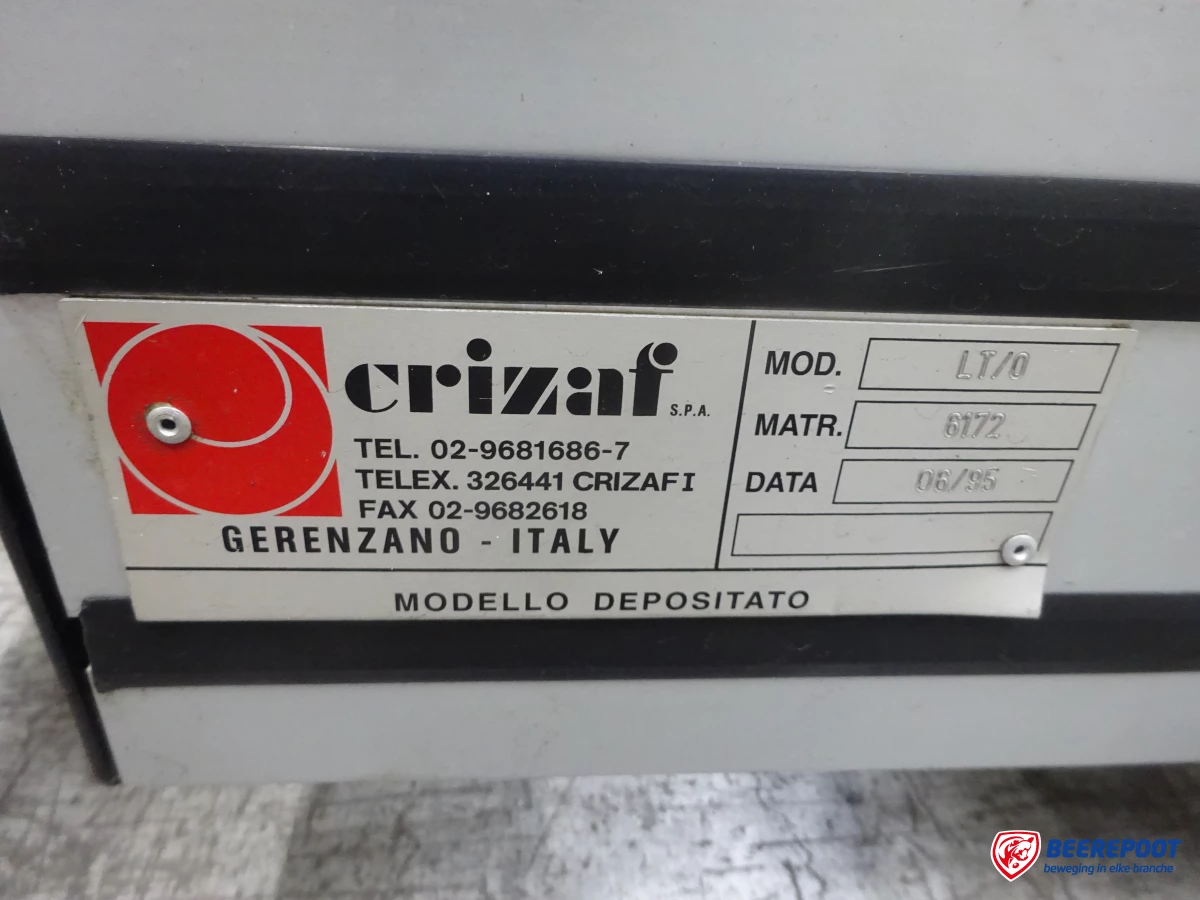 crizaf S.P.A.
TEL. 02-9681686-7
TELEX. 326441 CRIZAF I
FAX 02-9682618
GERENZANO - ITALY
MOD. LT/0
MATR. 6172
DATA 06/95
MODELLO DEPOSITATO
BEEREPOOT
beweging in elke branche